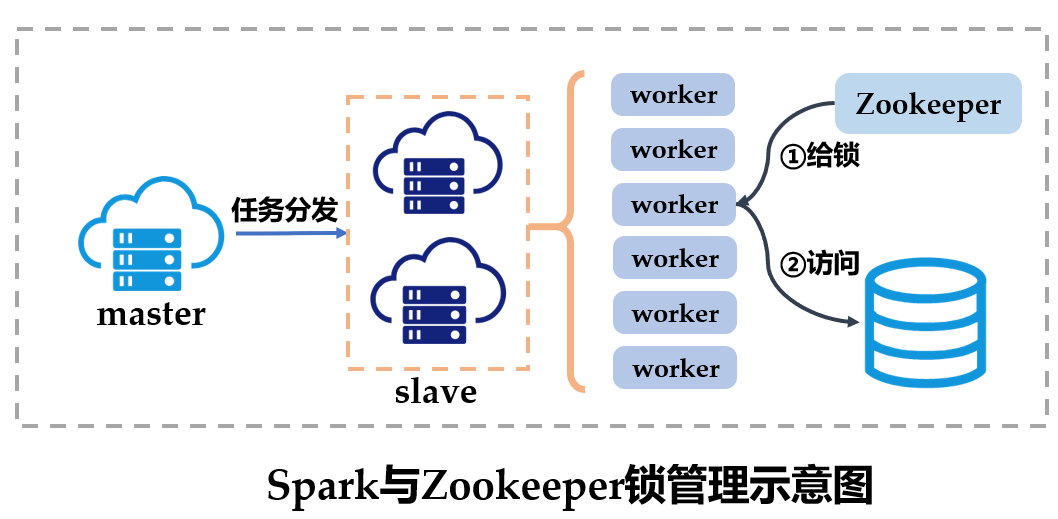 master
任务分发
slave
worker
worker
worker
worker
worker
worker
Zookeeper
①给锁
②访问
Spark与Zookeeper锁管理示意图